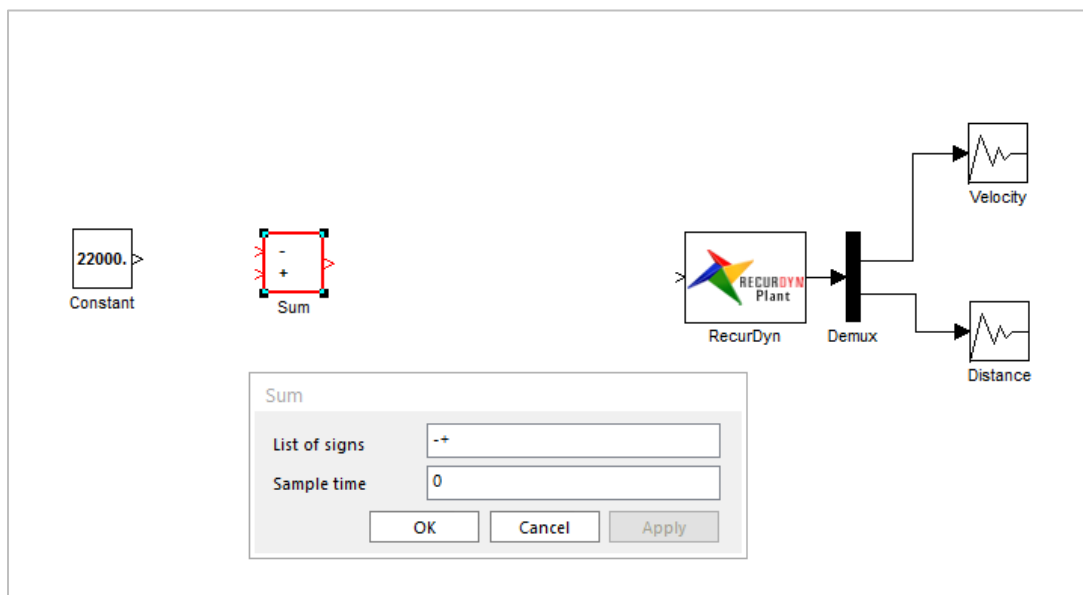 Velocity
22000.
Constant
-
+
Sum
RECURDYN
Plant
RecurDyn
Demux
Distance
Sum
List of signs
-+
Sample time
0
OK
Cancel
Apply